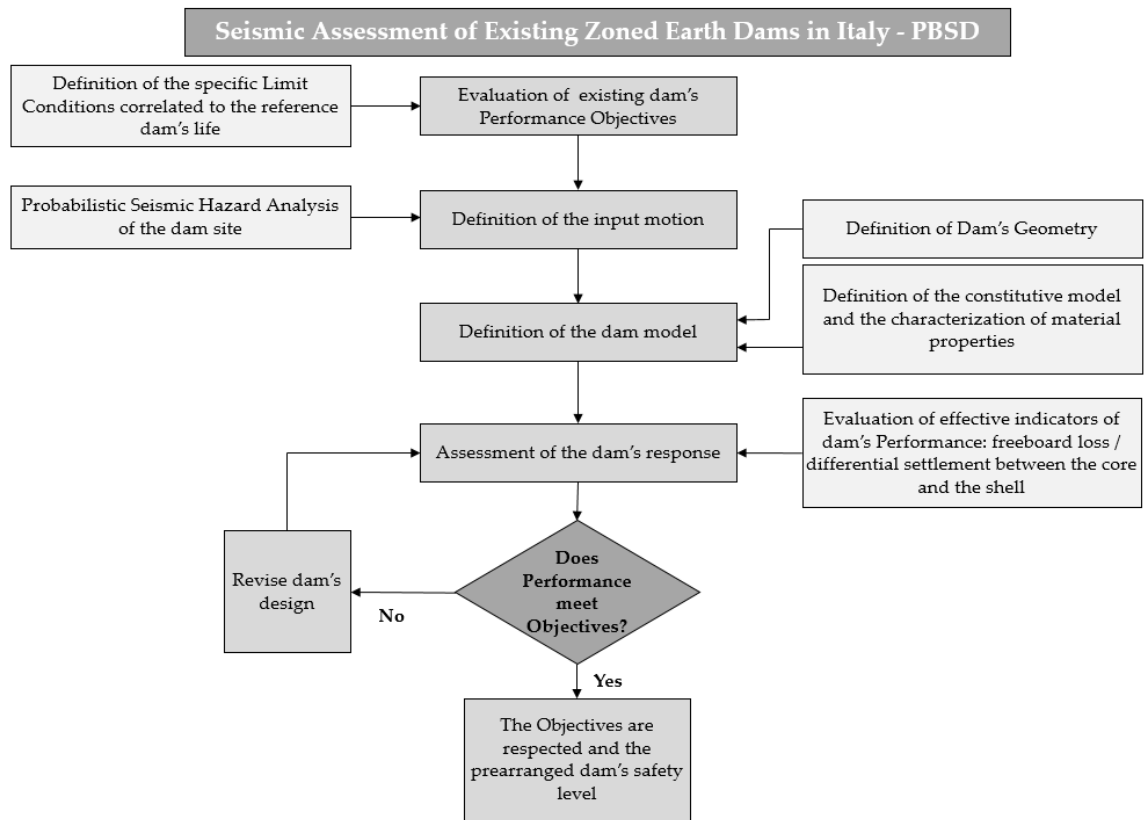 Seismic Assessment of Existing Zoned Earth Dams in Italy - PBSD
Definition of the specific Limit
Conditions correlated to the reference
dam's life
Evaluation of existing dam's
Performance Objectives
Probabilistic Seismic Hazard Analysis
of the dam site
Definition of the input motion
Definition of Dam's Geometry
Definition of the dam model
Definition of the constitutive model
and the characterization of material
properties
Assessment of the dam's response
Evaluation of effective indicators of
dam's Performance: freeboard loss /
differential settlement between the core
and the shell
Revise dam's
design
No
Does
Performance
meet
Objectives?
Yes
The Objectives are
respected and the
prearranged dam's safety
level